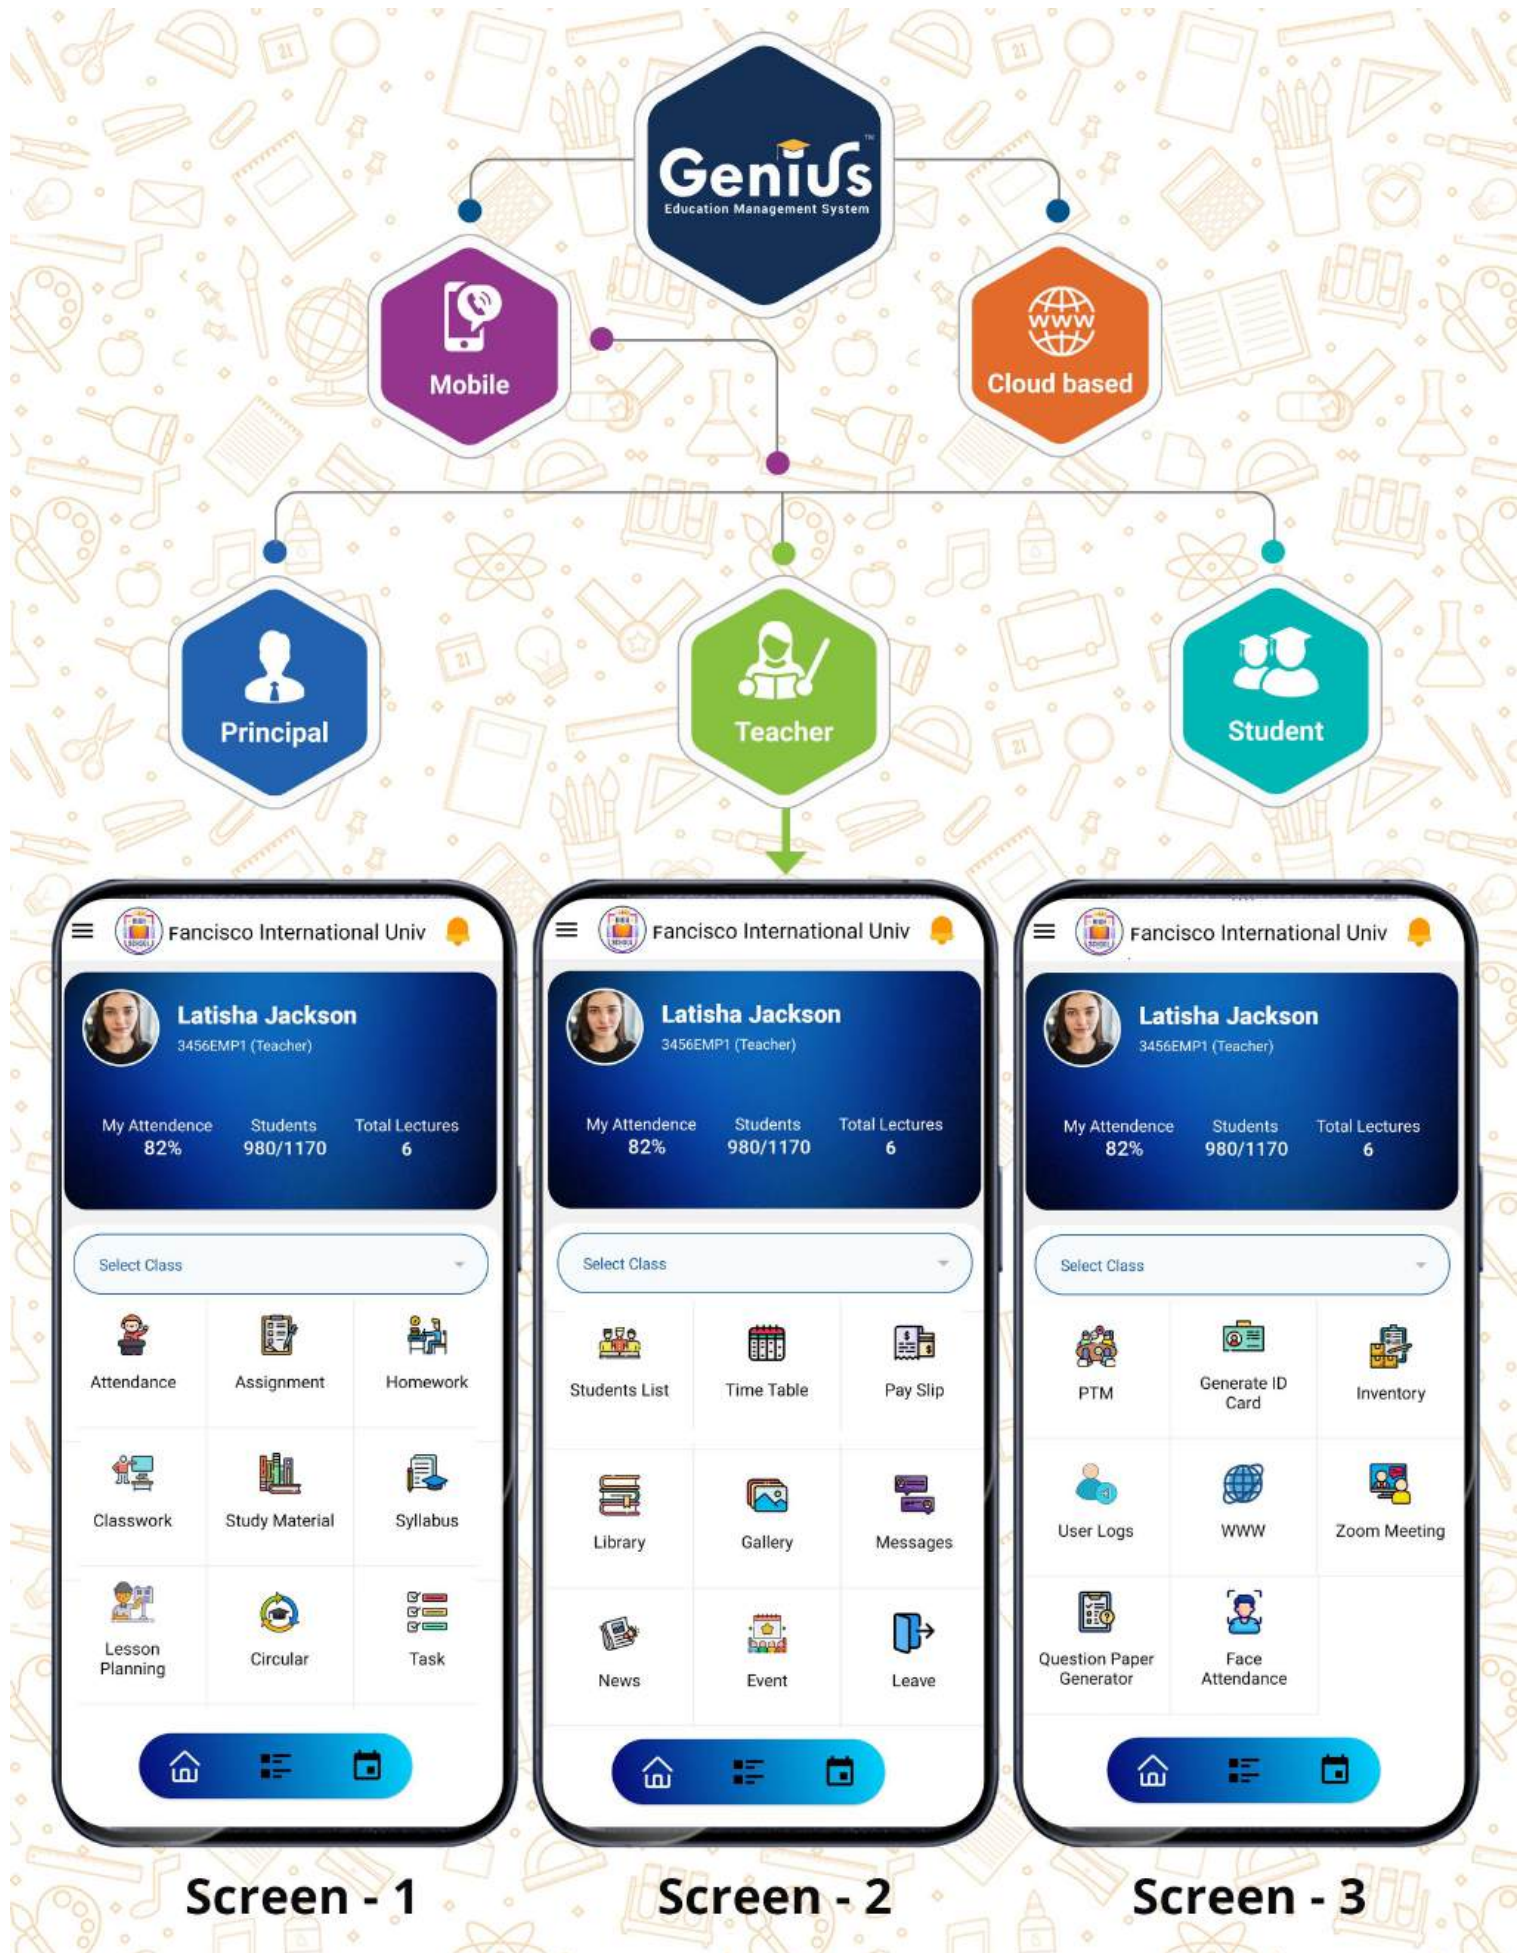 Genius
TM
Education Management System
Mobile
www
Cloud based
Principal
Teacher
Student
Fancisco International Univ
Latisha Jackson
3456EMP1 (Teacher)
My Attendence Students Total Lectures
82% 980/1170 6
Select Class
Attendance Assignment Homework
Classwork Study Material Syllabus
Lesson
Planning
Circular
Task
Fancisco International Univ
Latisha Jackson
3456EMP1 (Teacher)
My Attendence Students Total Lectures
82% 980/1170 6
Select Class
Students List Time Table Pay Slip
Library Gallery Messages
News Event Leave
Fancisco International Univ
Latisha Jackson
3456EMP1 (Teacher)
My Attendence Students Total Lectures
82% 980/1170 6
Select Class
PTM
Generate ID
Card
Inventory
User Logs WWW Zoom Meeting
Question Paper
Generator
Face
Attendance
Screen - 1 Screen - 2 Screen - 3